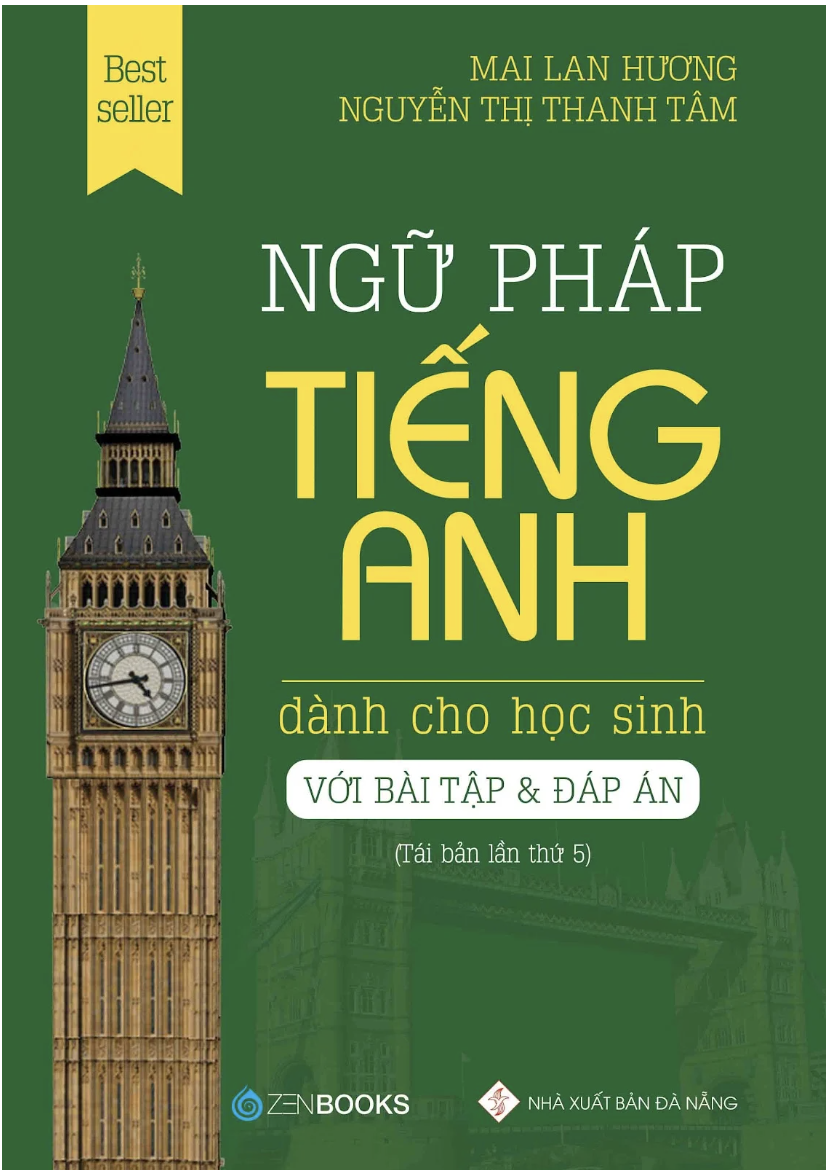 Best
seller
MAI LAN HƯƠNG
NGUYỄN THỊ THANH TÂM
NGỮ PHÁP
TIẾNG
ANH
dành cho học sinh
VỚI BÀI TẬP & ĐÁP ÁN
(Tái bản lần thứ 5)
ZENBOOKS
NHÀ XUẤT BẢN ĐÀ NẴNG